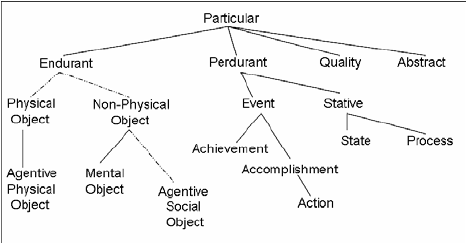 Particular
Endurant Perdurant Quality Abstract
Physical Object
Non-Physical Object
Event Stative
Achievement
State Process
Agentive Physical Object
Mental Object
Accomplishment
Agentive Social Object
Action